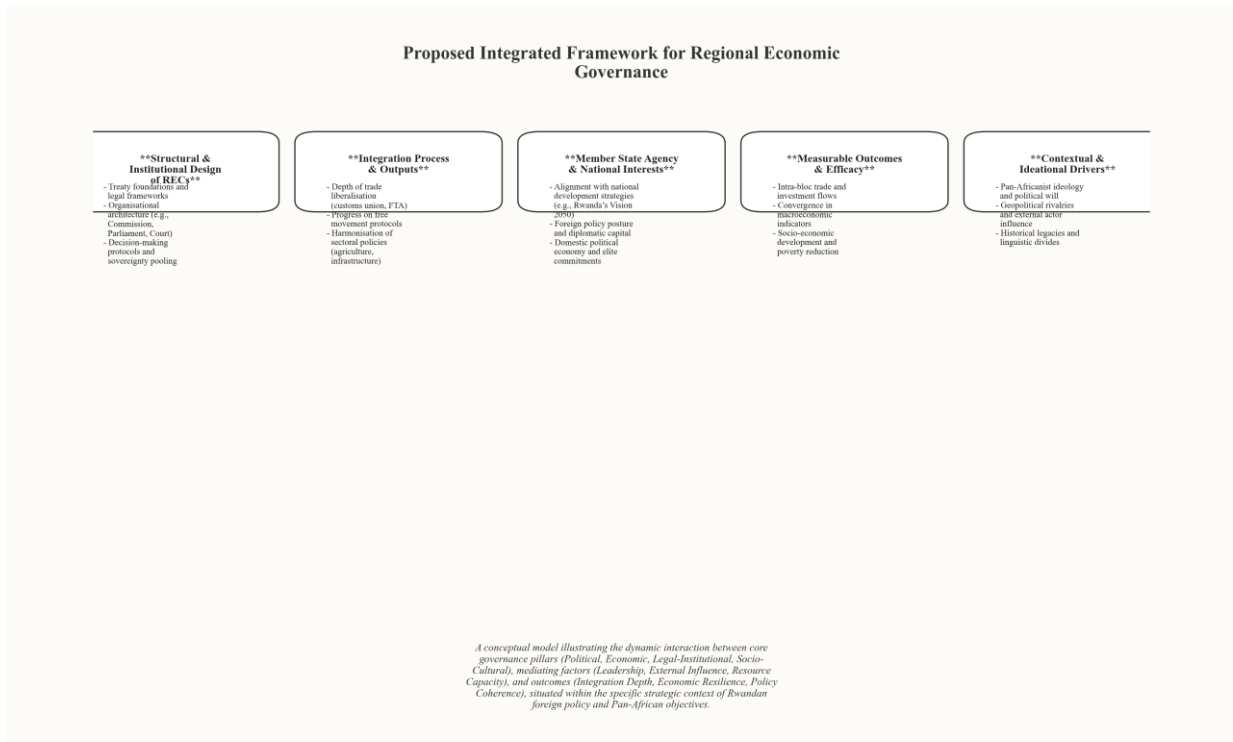 Proposed Integrated Framework for Regional Economic
Governance
**Structural &
Institutional Design
of RECs**
- Treaty foundations and
legal frameworks
- Organisational
architecture (e.g.,
Commission,
Parliament, Court)
- Decision-making
protocols and
sovereignty pooling
**Integration Process
& Outputs**
- Depth of trade
liberalisation
(customs union, FTA)
- Progress on free
movement protocols
- Harmonisation of
sectoral policies
(agriculture,
infrastructure)
**Member State Agency
& National Interests**
- Alignment with national
development strategies
(e.g., Rwanda's Vision
2050)
- Foreign policy posture
and diplomatic capital
- Domestic political
economy and elite
commitments
**Measurable Outcomes
& Efficacy**
- Intra-bloc trade and
investment flows
- Convergence in
macroeconomic
indicators
- Socio-economic
development and
poverty reduction
**Contextual &
Ideational Drivers**
- Pan-Africanist ideology
and political will
- Geopolitical rivalries
and external actor
influence
- Historical legacies and
linguistic divides
A conceptual model illustrating the dynamic interaction between core
governance pillars (Political, Economic, Legal-Institutional, Socio-
Cultural), mediating factors (Leadership, External Influence, Resource
Capacity), and outcomes (Integration Depth, Economic Resilience, Policy
Coherence), situated within the specific strategic context of Rwandan
foreign policy and Pan-African objectives.